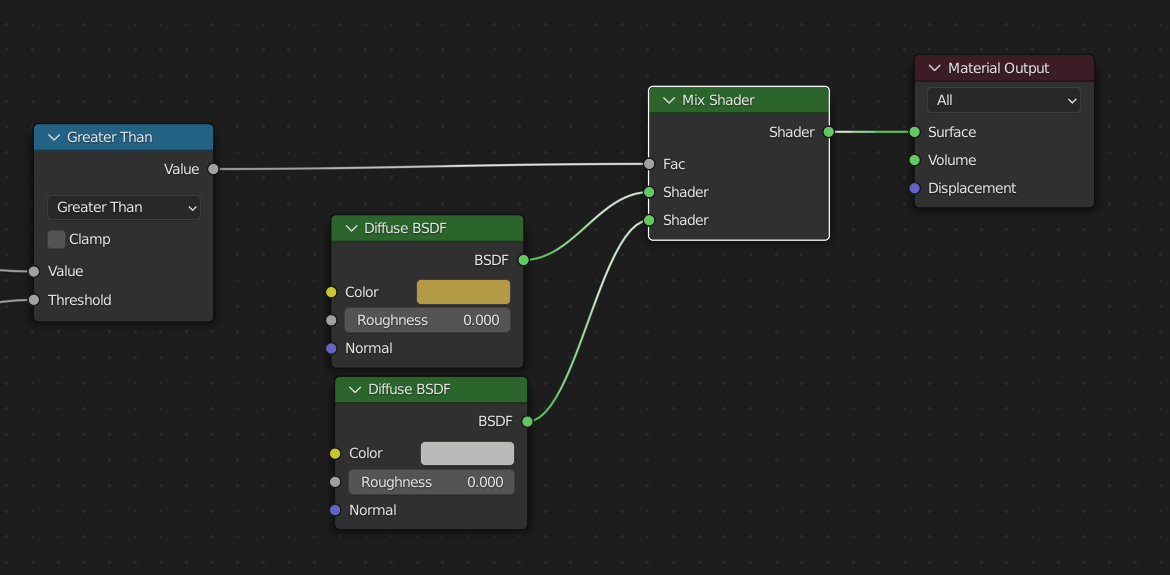 Greater Than
Value
Greater Than
Clamp
Value
Threshold
Diffuse BSDF
BSDF
Color
Roughness 0.000
Normal
Diffuse BSDF
BSDF
Color
Roughness 0.000
Normal
Mix Shader
Shader
Fac
Shader
Shader
Material Output
All
Surface
Volume
Displacement